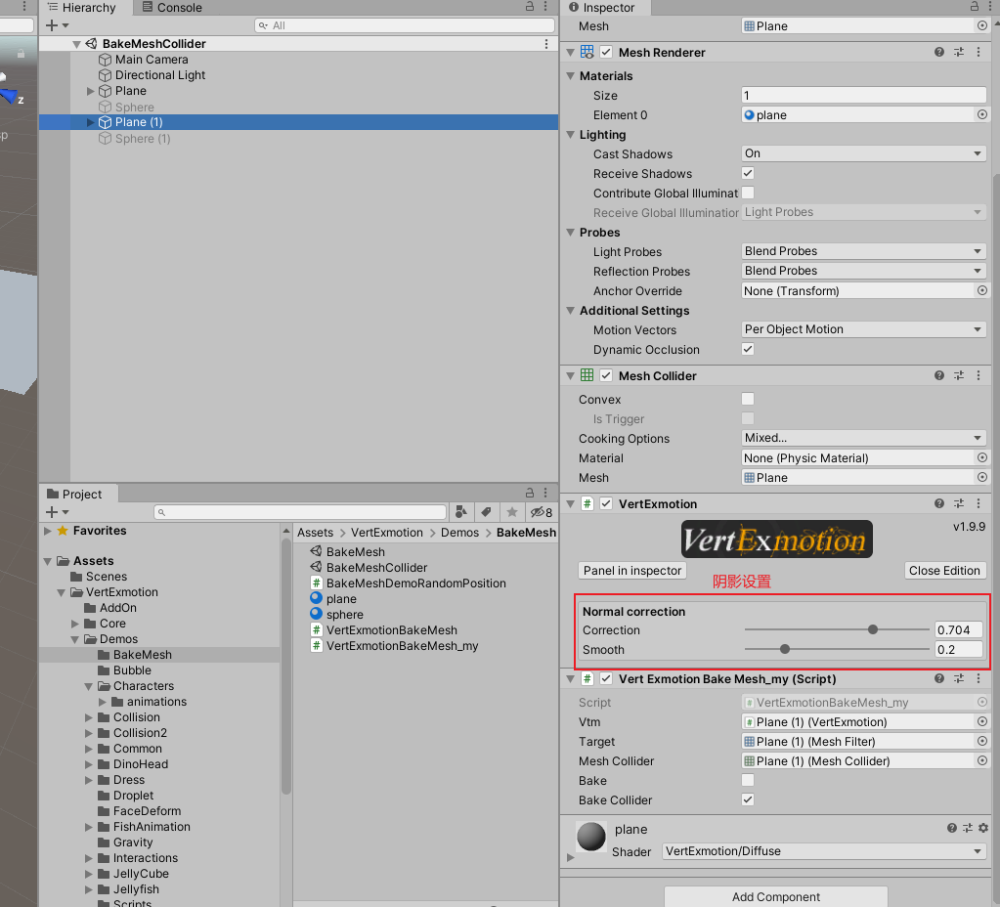 Hierarchy
Console
All
BakeMeshCollider
Main Camera
Directional Light
Plane
Sphere
Plane (1)
Sphere (1)
z
sp
Project
8
Favorites
Assets
Scenes
VertExmotion
AddOn
Core
Demos
BakeMesh
Bubble
Characters
animations
Collision
Collision2
Common
DinoHead
Dress
Droplet
FaceDeform
FishAnimation
Gravity
Interactions
JellyCube
Jellyfish
Scripts
Assets > VertExmotion > Demos > BakeMesh
BakeMesh
BakeMeshCollider
BakeMeshDemoRandomPosition
plane
sphere
VertExmotionBakeMesh
VertExmotionBakeMesh_my
Inspector
Mesh Plane
Mesh Renderer
Materials
Size 1
Element 0 plane
Lighting
Cast Shadows On
Receive Shadows
Contribute Global Illuminat
Receive Global Illumination Light Probes
Probes
Light Probes Blend Probes
Reflection Probes Blend Probes
Anchor Override None (Transform)
Additional Settings
Motion Vectors Per Object Motion
Dynamic Occlusion
Mesh Collider
Convex
Is Trigger
Cooking Options Mixed...
Material None (Physic Material)
Mesh Plane
VertExmotion
VertExmotion v1.9.9
Panel in inspector Close Edition
阴影设置
Normal correction
Correction 0.704
Smooth 0.2
Vert Exmotion Bake Mesh_my (Script)
Script VertExmotionBakeMesh_my
Vtm Plane (1) (VertExmotion)
Target Plane (1) (Mesh Filter)
Mesh Collider Plane (1) (Mesh Collider)
Bake
Bake Collider
plane
Shader VertExmotion/Diffuse
Add Component